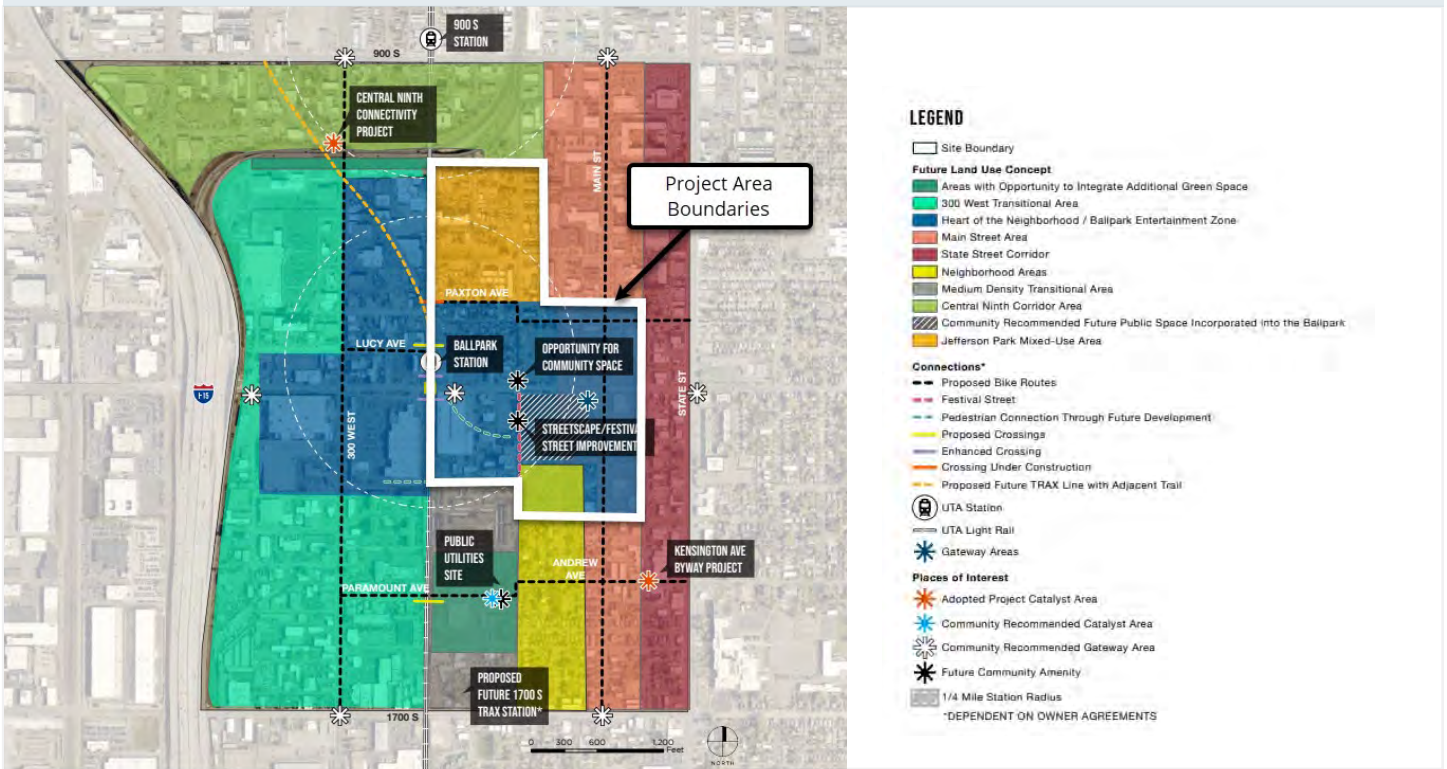 900 S
STATION
900 S
CENTRAL NINTH
CONNECTIVITY
PROJECT
MAIN ST
Project Area
Boundaries
PAXTON AVE
LUCY AVE
BALLPARK
STATION
OPPORTUNITY FOR
COMMUNITY SPACE
I-15
300 WEST
STATE ST
STREETSCAPE/FESTIVA
STREET IMPROVEMENT
PUBLIC
UTILITIES
SITE
ANDREW
AVE
KENSINGTON AVE
BYWAY PROJECT
PARAMOUNT AVE
PROPOSED
FUTURE 1700 S
TRAX STATION*
1700 S
0 300 600 1,200
Feet
NORTH
LEGEND
Site Boundary
Future Land Use Concept
Areas with Opportunity to Integrate Additional Green Space
300 West Transitional Area
Heart of the Neighborhood / Ballpark Entertainment Zone
Main Street Area
State Street Corridor
Neighborhood Areas
Medium Density Transitional Area
Central Ninth Corridor Area
Community Recommended Future Public Space Incorporated into the Ballpark
Jefferson Park Mixed-Use Area
Connections*
Proposed Bike Routes
Festival Street
Pedestrian Connection Through Future Development
Proposed Crossings
Enhanced Crossing
Crossing Under Construction
Proposed Future TRAX Line with Adjacent Trail
UTA Station
UTA Light Rail
Gateway Areas
Places of Interest
Adopted Project Catalyst Area
Community Recommended Catalyst Area
Community Recommended Gateway Area
Future Community Amenity
1/4 Mile Station Radius
*DEPENDENT ON OWNER AGREEMENTS